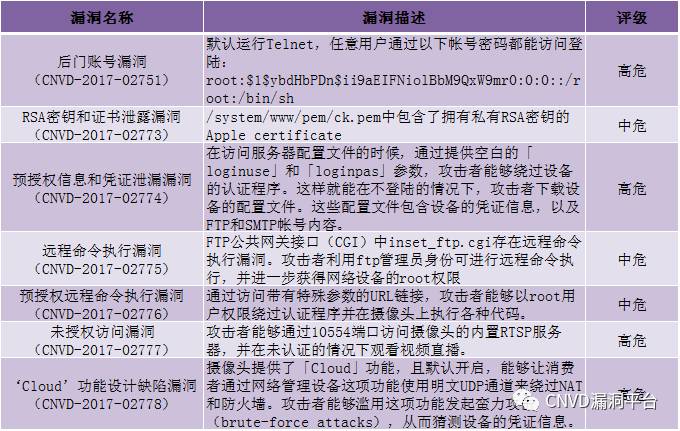 漏洞名称 漏洞描述 评级
后门账号漏洞
(CNVD-2017-02751)
默认运行Telnet，任意用户通过以下帐号密码都能访问登
陆：
root:$1$ybdHbPDn$ii9aEIFNiolBbM9QxW9mr0:0:0::/r
oot:/bin/sh
高危
RSA密钥和证书泄露漏洞
(CNVD-2017-02773)
/system/www/pem/ck.pem中包含了拥有私有RSA密钥的
Apple certificate
中危
预授权信息和凭证泄漏漏洞
(CNVD-2017-02774)
在访问服务器配置文件的时候，通过提供空白的「
loginuse」和「loginpas」参数，攻击者能够绕过设备
的认证程序。这样就能在不登陆的情况下，攻击者下载设
备的配置文件。这些配置文件包含设备的凭证信息，以及
FTP和SMTP帐号内容。
高危
远程命令执行漏洞
(CNVD-2017-02775)
FTP公共网关接口（CGI）中inset_ftp.cgi存在远程命令
执行漏洞。攻击者利用ftp管理员身份可进行远程命令执
行，并进一步获得网络设备的root权限
中危
预授权远程命令执行漏洞
(CNVD-2017-02776)
通过访问带有特殊参数的URL链接，攻击者能够以root用
户权限绕过认证程序并在摄像头上执行各种代码。
中危
未授权访问漏洞
(CNVD-2017-02777)
攻击者能够通过10554端口访问摄像头的内置RTSP服务
器，并在未认证的情况下观看视频直播。
高危
‘Cloud’功能设计缺陷漏洞
(CNVD-2017-02778)
摄像头提供了「Cloud」功能，且默认开启，能够让消费
者通过网络管理设备这项功能使用明文UDP通道来绕过NAT
和防火墙。攻击者能够滥用这项功能发起蛮力攻
（brute-force attacks），从而猜测设备的凭证信息。
高危
CNVD漏洞平台